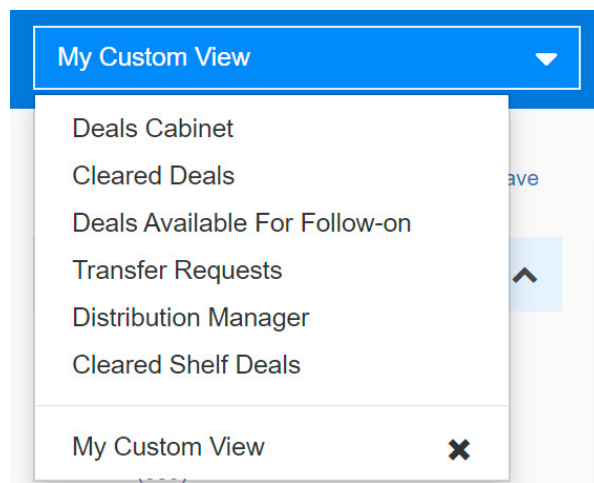 My Custom View
Deals Cabinet
Cleared Deals
ave
Deals Available For Follow-on
Transfer Requests
Distribution Manager
Cleared Shelf Deals
My Custom View